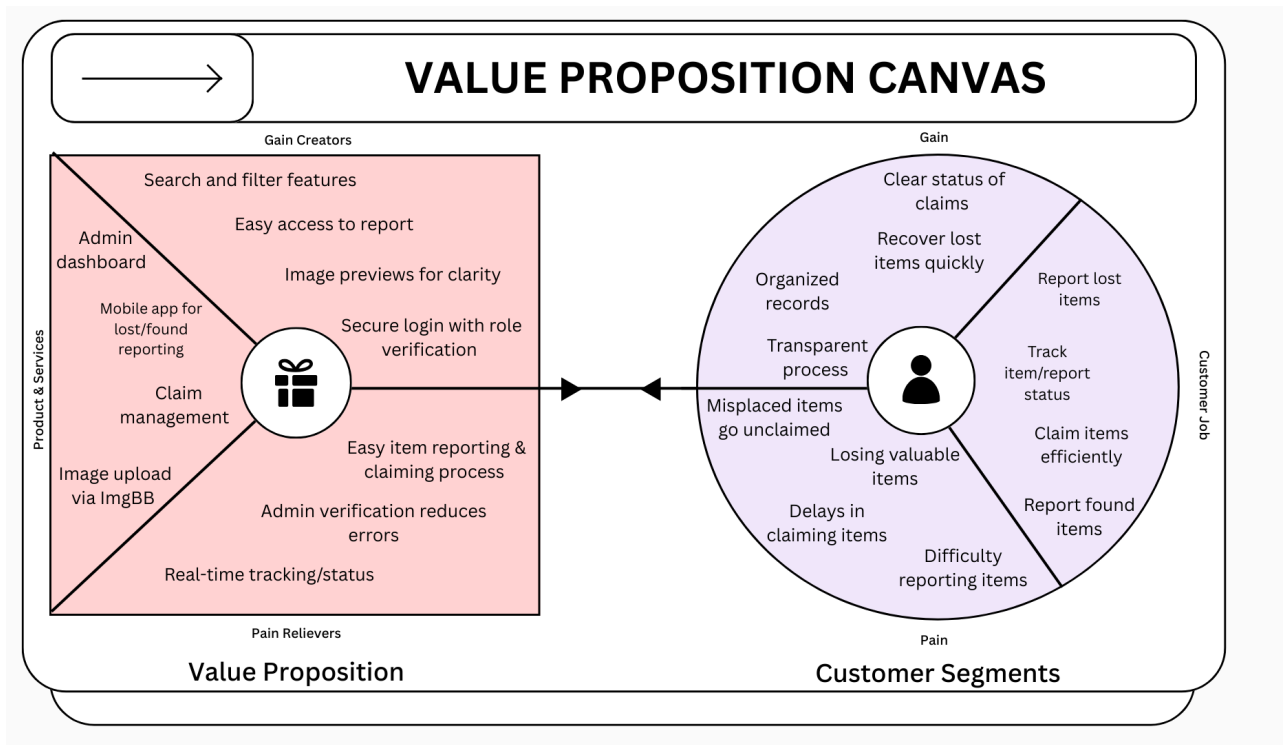 VALUE PROPOSITION CANVAS
Gain Creators
Search and filter features
Easy access to report
Image previews for clarity
Secure login with role
verification
Product & Services
Admin
dashboard
Mobile app for
lost/found
reporting
Claim
management
Image upload
via ImgBB
Easy item reporting &
claiming process
Admin verification reduces
errors
Real-time tracking/status
Pain Relievers
Value Proposition
Gain
Clear status of
claims
Recover lost
items quickly
Organized
records
Transparent
process
Report lost
items
Track
item/report
status
Claim items
efficiently
Report found
items
Customer Job
Misplaced items
go unclaimed
Losing valuable
items
Delays in
claiming items
Difficulty
reporting items
Pain
Customer Segments